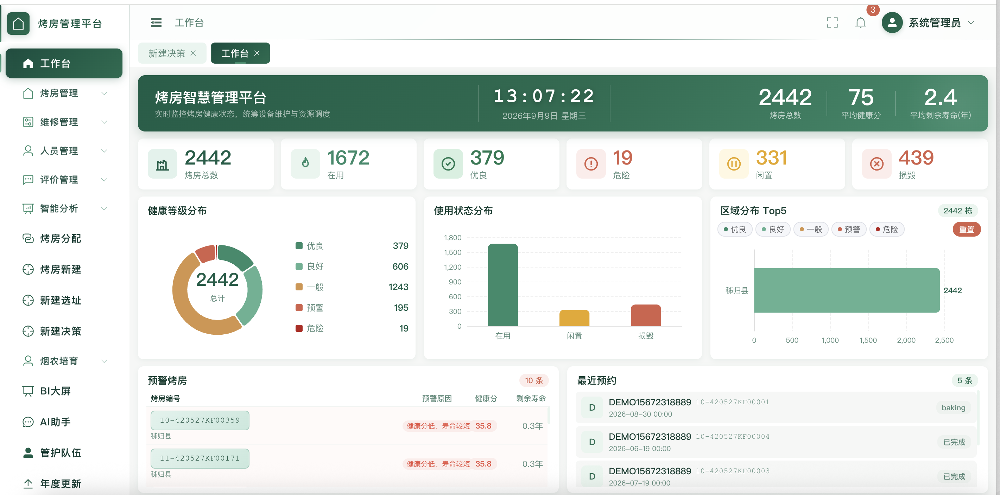 烤房管理平台
工作台
烤房管理
维修管理
人员管理
评价管理
智能分析
烤房分配
烤房新建
新建选址
新建决策
烟农培育
BI大屏
AI助手
管护队伍
年度更新
工作台
3
系统管理员
新建决策
工作台
烤房智慧管理平台
实时监控烤房健康状态，统筹设备维护与资源调度
13:07:22
2026年9月9日 星期三
2442
烤房总数
75
平均健康分
2.4
平均剩余寿命(年)
2442
烤房总数
1672
在用
379
优良
19
危险
331
闲置
439
损毁
健康等级分布
2442
总计
优良 379
良好 606
一般 1243
预警 195
危险 19
使用状态分布
1,800
1,500
1,200
900
600
300
0
在用 闲置 损毁
区域分布 Top5
2442 栋
优良 良好 一般 预警 危险 重置
秭归县 2442
0 500 1,000 1,500 2,000 2,500
预警烤房
10 条
烤房编号 预警原因 健康分 剩余寿命
10-420527KF00359
秭归县
健康分低、寿命较短 35.8 0.3年
11-420527KF00171
秭归县
健康分低、寿命较短 35.8 0.3年
最近预约
5 条
D
DEMO15672318889 10-420527KF00001
2026-08-30 00:00
baking
D
DEMO15672318889 10-420527KF00004
2026-06-19 00:00
已完成
D
DEMO15672318889 10-420527KF00003
2026-07-19 00:00
已完成